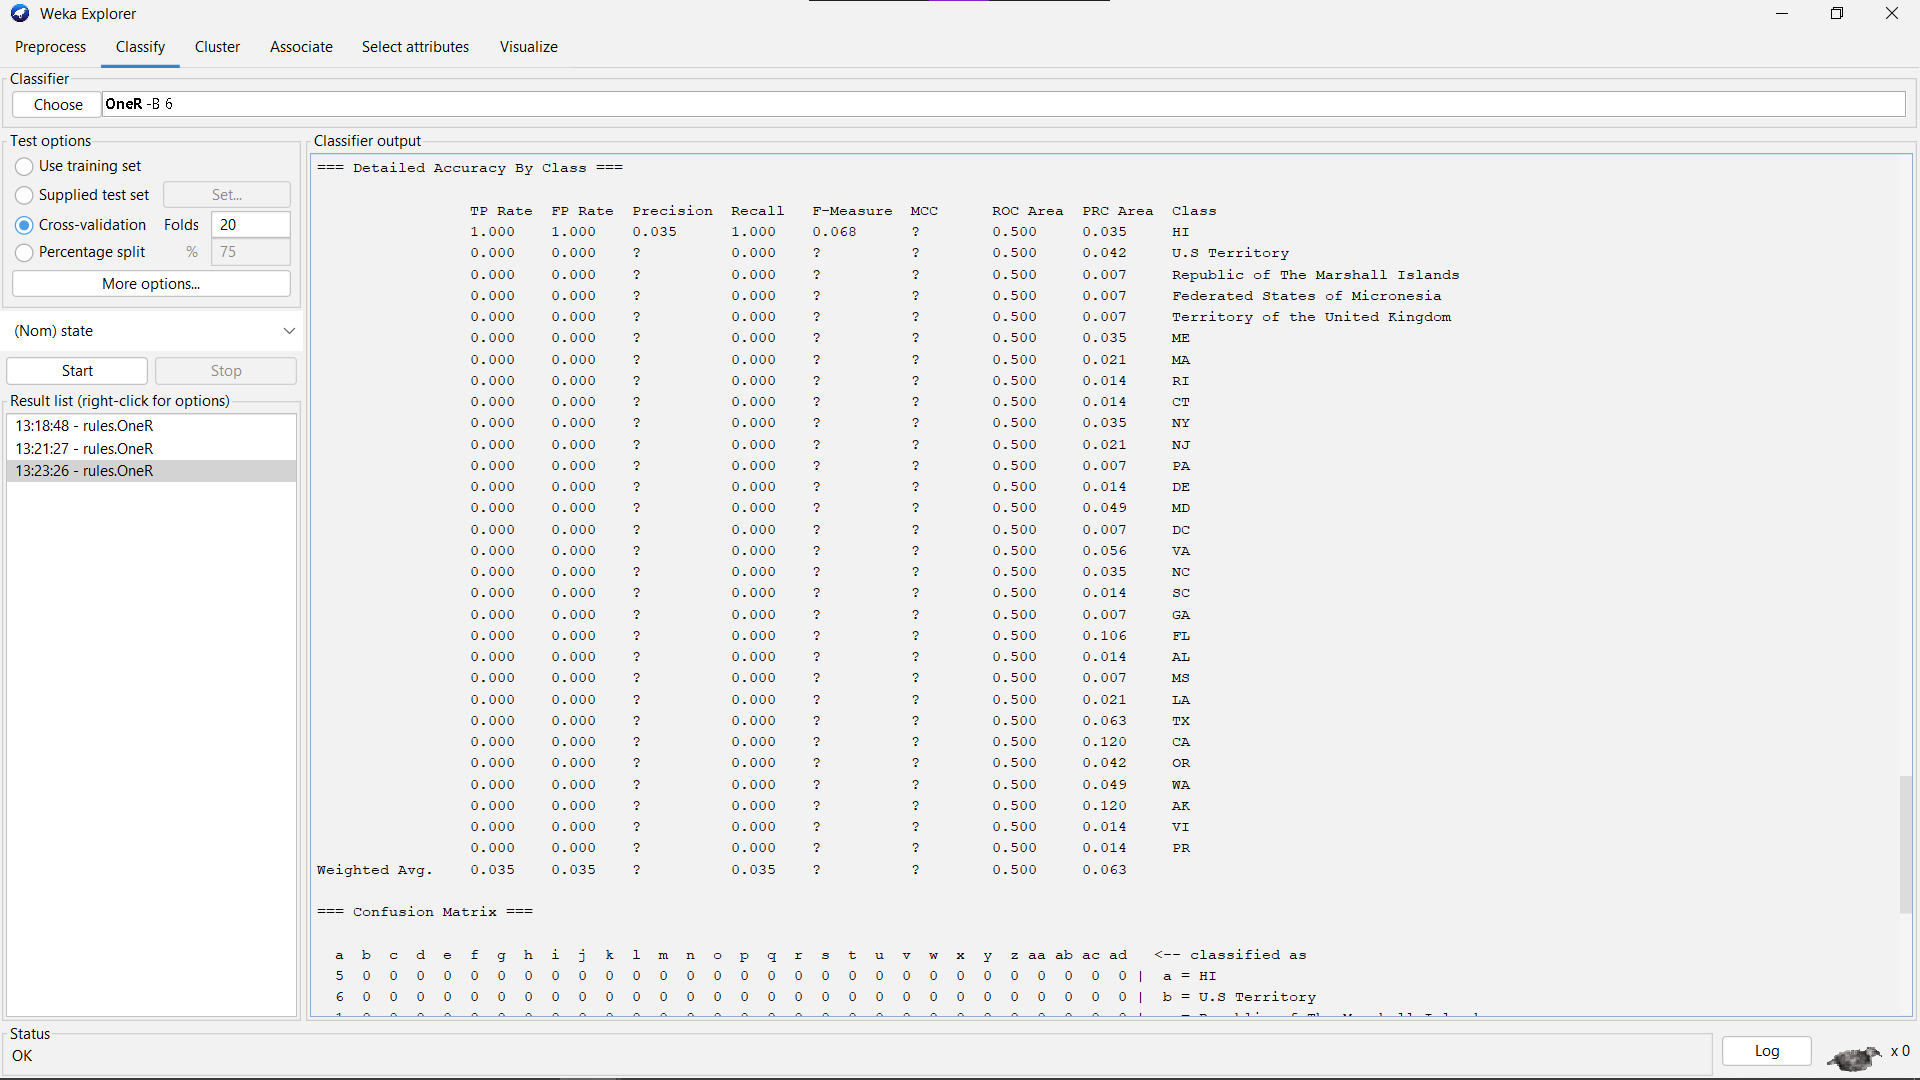 Weka Explorer
Preprocess Classify Cluster Associate Select attributes Visualize
Classifier
Choose OneR -B 6
Test options
Use training set
Supplied test set Set...
Cross-validation Folds 20
Percentage split % 75
More options...
(Nom) state
Start Stop
Result list (right-click for options)
13:18:48 - rules.OneR
13:21:27 - rules.OneR
13:23:26 - rules.OneR
Classifier output
=== Detailed Accuracy By Class ===
TP Rate FP Rate Precision Recall F-Measure MCC ROC Area PRC Area Class
1.000 1.000 0.035 1.000 0.068 ? 0.500 0.035 HI
0.000 0.000 ? 0.000 ? ? 0.500 0.042 U.S Territory
0.000 0.000 ? 0.000 ? ? 0.500 0.007 Republic of The Marshall Islands
0.000 0.000 ? 0.000 ? ? 0.500 0.007 Federated States of Micronesia
0.000 0.000 ? 0.000 ? ? 0.500 0.007 Territory of the United Kingdom
0.000 0.000 ? 0.000 ? ? 0.500 0.035 ME
0.000 0.000 ? 0.000 ? ? 0.500 0.021 MA
0.000 0.000 ? 0.000 ? ? 0.500 0.014 RI
0.000 0.000 ? 0.000 ? ? 0.500 0.014 CT
0.000 0.000 ? 0.000 ? ? 0.500 0.035 NY
0.000 0.000 ? 0.000 ? ? 0.500 0.021 NJ
0.000 0.000 ? 0.000 ? ? 0.500 0.007 PA
0.000 0.000 ? 0.000 ? ? 0.500 0.014 DE
0.000 0.000 ? 0.000 ? ? 0.500 0.049 MD
0.000 0.000 ? 0.000 ? ? 0.500 0.007 DC
0.000 0.000 ? 0.000 ? ? 0.500 0.056 VA
0.000 0.000 ? 0.000 ? ? 0.500 0.035 NC
0.000 0.000 ? 0.000 ? ? 0.500 0.014 SC
0.000 0.000 ? 0.000 ? ? 0.500 0.007 GA
0.000 0.000 ? 0.000 ? ? 0.500 0.106 FL
0.000 0.000 ? 0.000 ? ? 0.500 0.014 AL
0.000 0.000 ? 0.000 ? ? 0.500 0.007 MS
0.000 0.000 ? 0.000 ? ? 0.500 0.021 LA
0.000 0.000 ? 0.000 ? ? 0.500 0.063 TX
0.000 0.000 ? 0.000 ? ? 0.500 0.120 CA
0.000 0.000 ? 0.000 ? ? 0.500 0.042 OR
0.000 0.000 ? 0.000 ? ? 0.500 0.049 WA
0.000 0.000 ? 0.000 ? ? 0.500 0.120 AK
0.000 0.000 ? 0.000 ? ? 0.500 0.014 VI
0.000 0.000 ? 0.000 ? ? 0.500 0.014 PR
Weighted Avg. 0.035 0.035 ? 0.035 ? ? 0.500 0.063
=== Confusion Matrix ===
a b c d e f g h i j k l m n o p q r s t u v w x y z aa ab ac ad <-- classified as
5 0 0 0 0 0 0 0 0 0 0 0 0 0 0 0 0 0 0 0 0 0 0 0 0 0 0 0 0 0 | a = HI
6 0 0 0 0 0 0 0 0 0 0 0 0 0 0 0 0 0 0 0 0 0 0 0 0 0 0 0 0 0 | b = U.S Territory
Status
OK
Log x 0